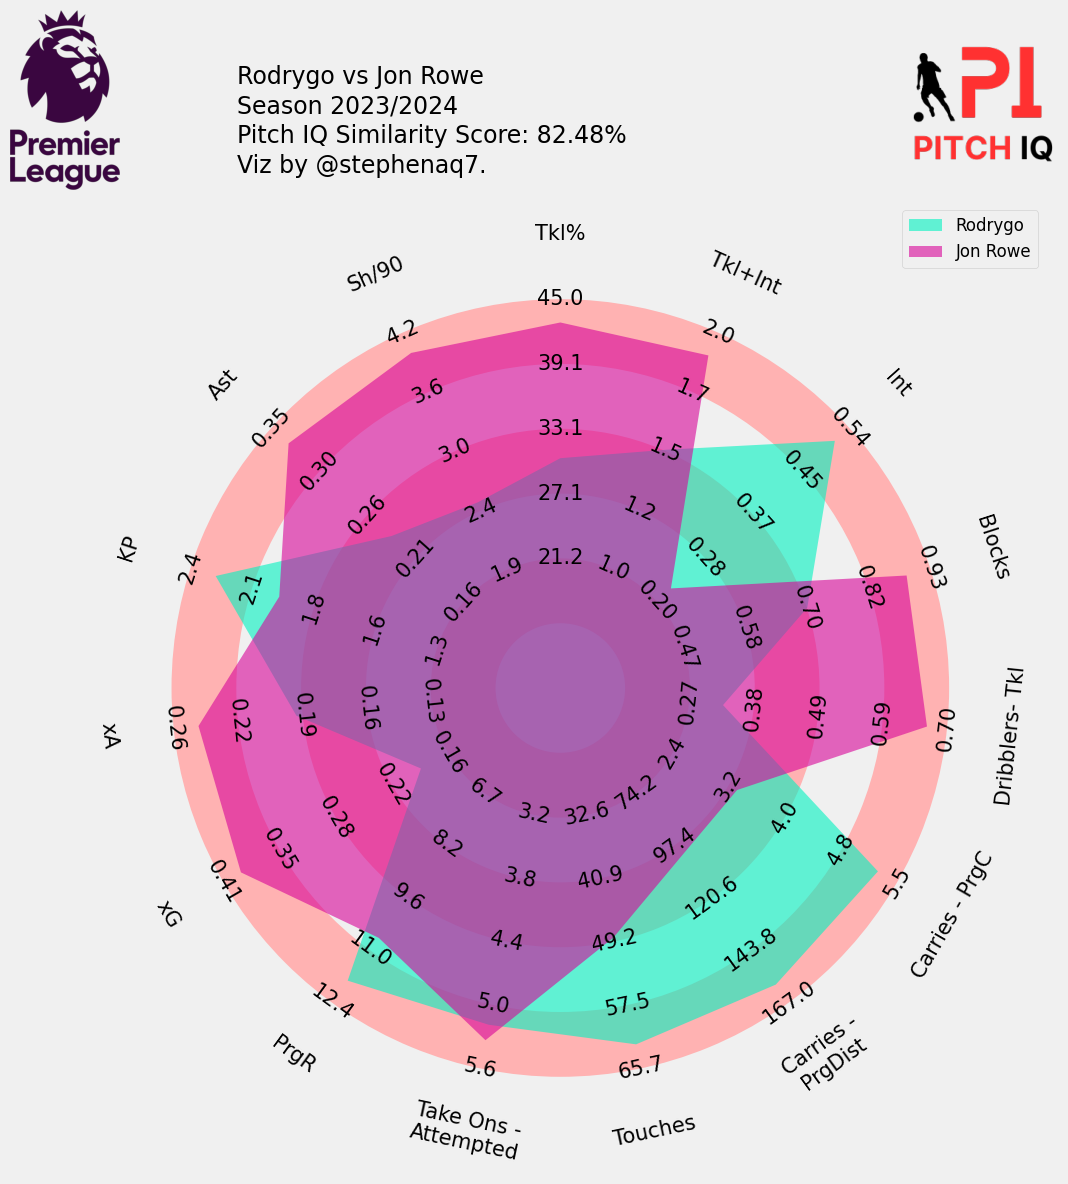 Rodrygo vs Jon Rowe
Season 2023/2024
Pitch IQ Similarity Score: 82.48%
Viz by @stephenaq7.
Premier
League
PI
PITCH IQ
Rodrygo
Jon Rowe
Tkl%
45.0
39.1
33.1
27.1
21.2
Tkl+Int
2.0
1.7
1.5
1.2
1.0
Int
0.54
0.45
0.37
0.28
0.20
Blocks
0.93
0.82
0.70
0.58
0.47
Dribblers- Tkl
0.70
0.59
0.49
0.38
0.27
Carries - PrgC
5.5
4.8
4.0
3.2
2.4
Carries -
PrgDist
167.0
143.8
120.6
97.4
74.2
Touches
65.7
57.5
49.2
40.9
32.6
Take Ons -
Attempted
5.6
5.0
4.4
3.8
3.2
PrgR
12.4
11.0
9.6
8.2
6.7
xG
0.41
0.35
0.28
0.22
0.16
xA
0.26
0.22
0.19
0.16
0.13
KP
2.4
2.1
1.8
1.6
1.3
Ast
0.35
0.30
0.26
0.21
0.16
Sh/90
4.2
3.6
3.0
2.4
1.9